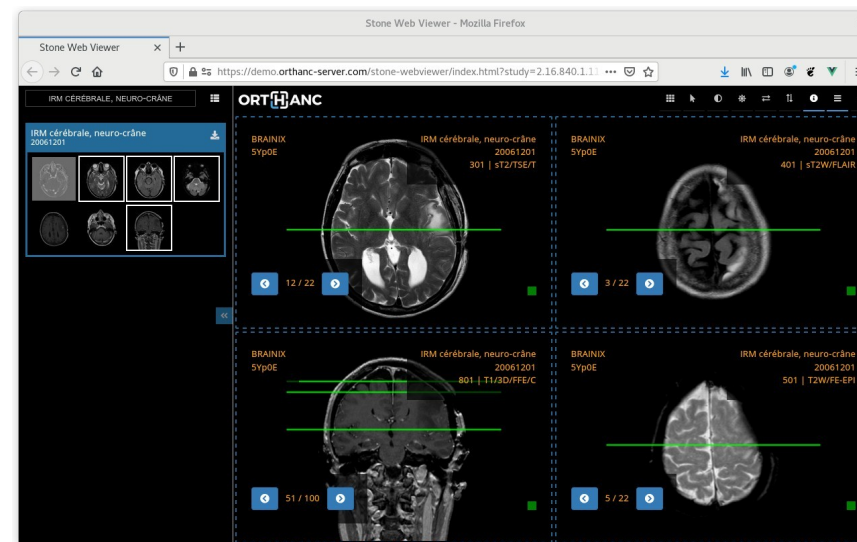 Stone Web Viewer - Mozilla Firefox
Stone Web Viewer × +
https://demo.orthanc-server.com/stone-webviewer/index.html?study=2.16.840.1.11
IRM CÉRÉBRALE, NEURO-CRÂNE
ORTHANC
IRM cérébrale, neuro-crâne
20061201
BRAINIX
5Yp0E
IRM cérébrale, neuro-crâne
20061201
301 | sT2/TSE/T
12 / 22
BRAINIX
5Yp0E
IRM cérébrale, neuro-crâne
20061201
401 | sT2W/FLAIR
3 / 22
BRAINIX
5Yp0E
IRM cérébrale, neuro-crâne
20061201
801 | T1/3D/FFE/C
51 / 100
BRAINIX
5Yp0E
IRM cérébrale, neuro-crâne
20061201
501 | T2W/FE-EPI
5 / 22